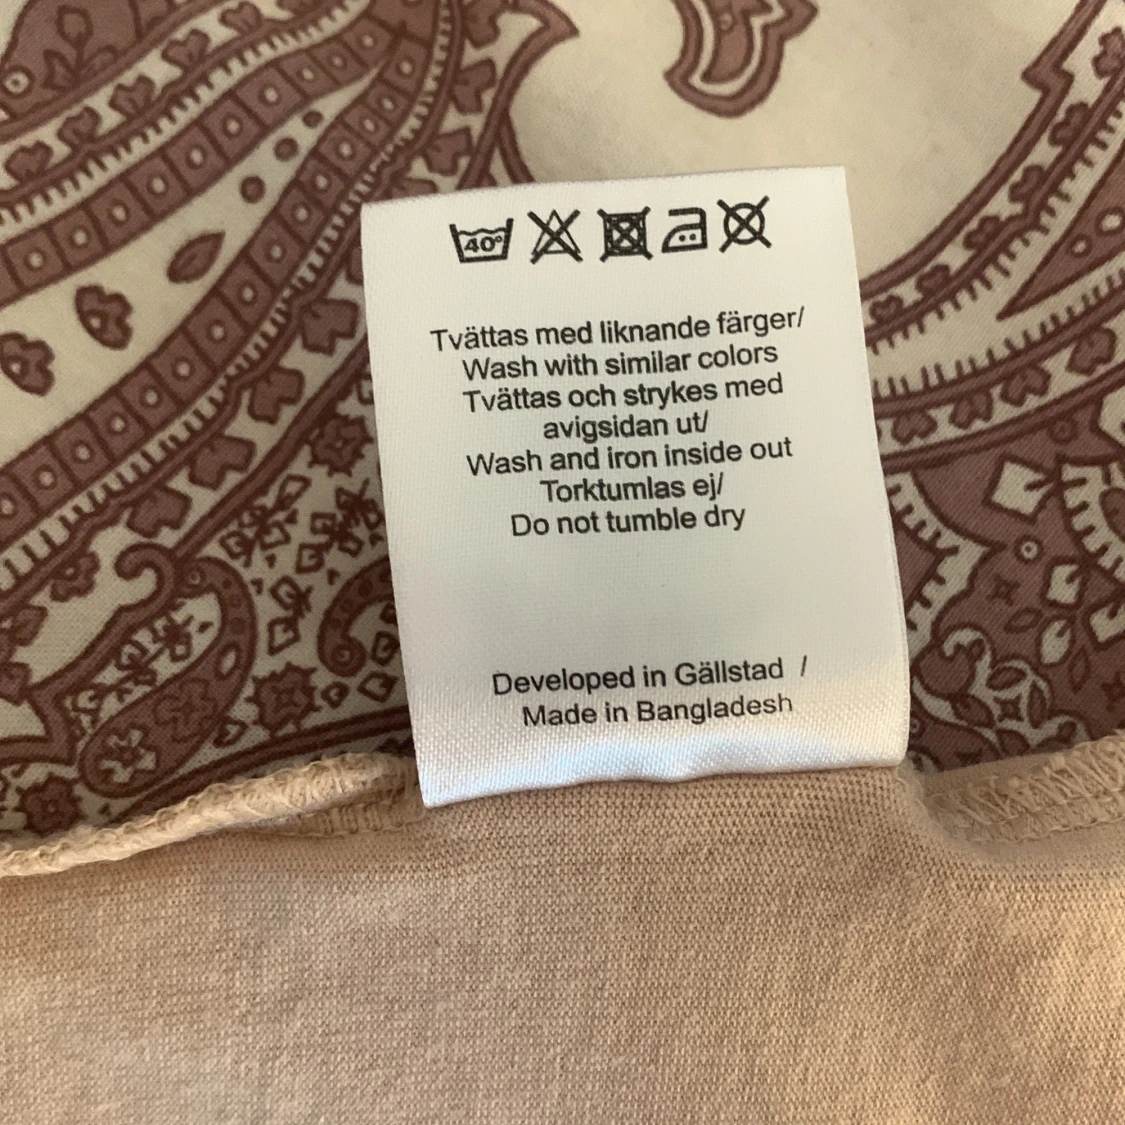 40°
Tvättas med liknande färger/
Wash with similar colors
Tvättas och strykes med
avigsidan ut/
Wash and iron inside out
Torktumlas ej/
Do not tumble dry
Developed in Gällstad /
Made in Bangladesh